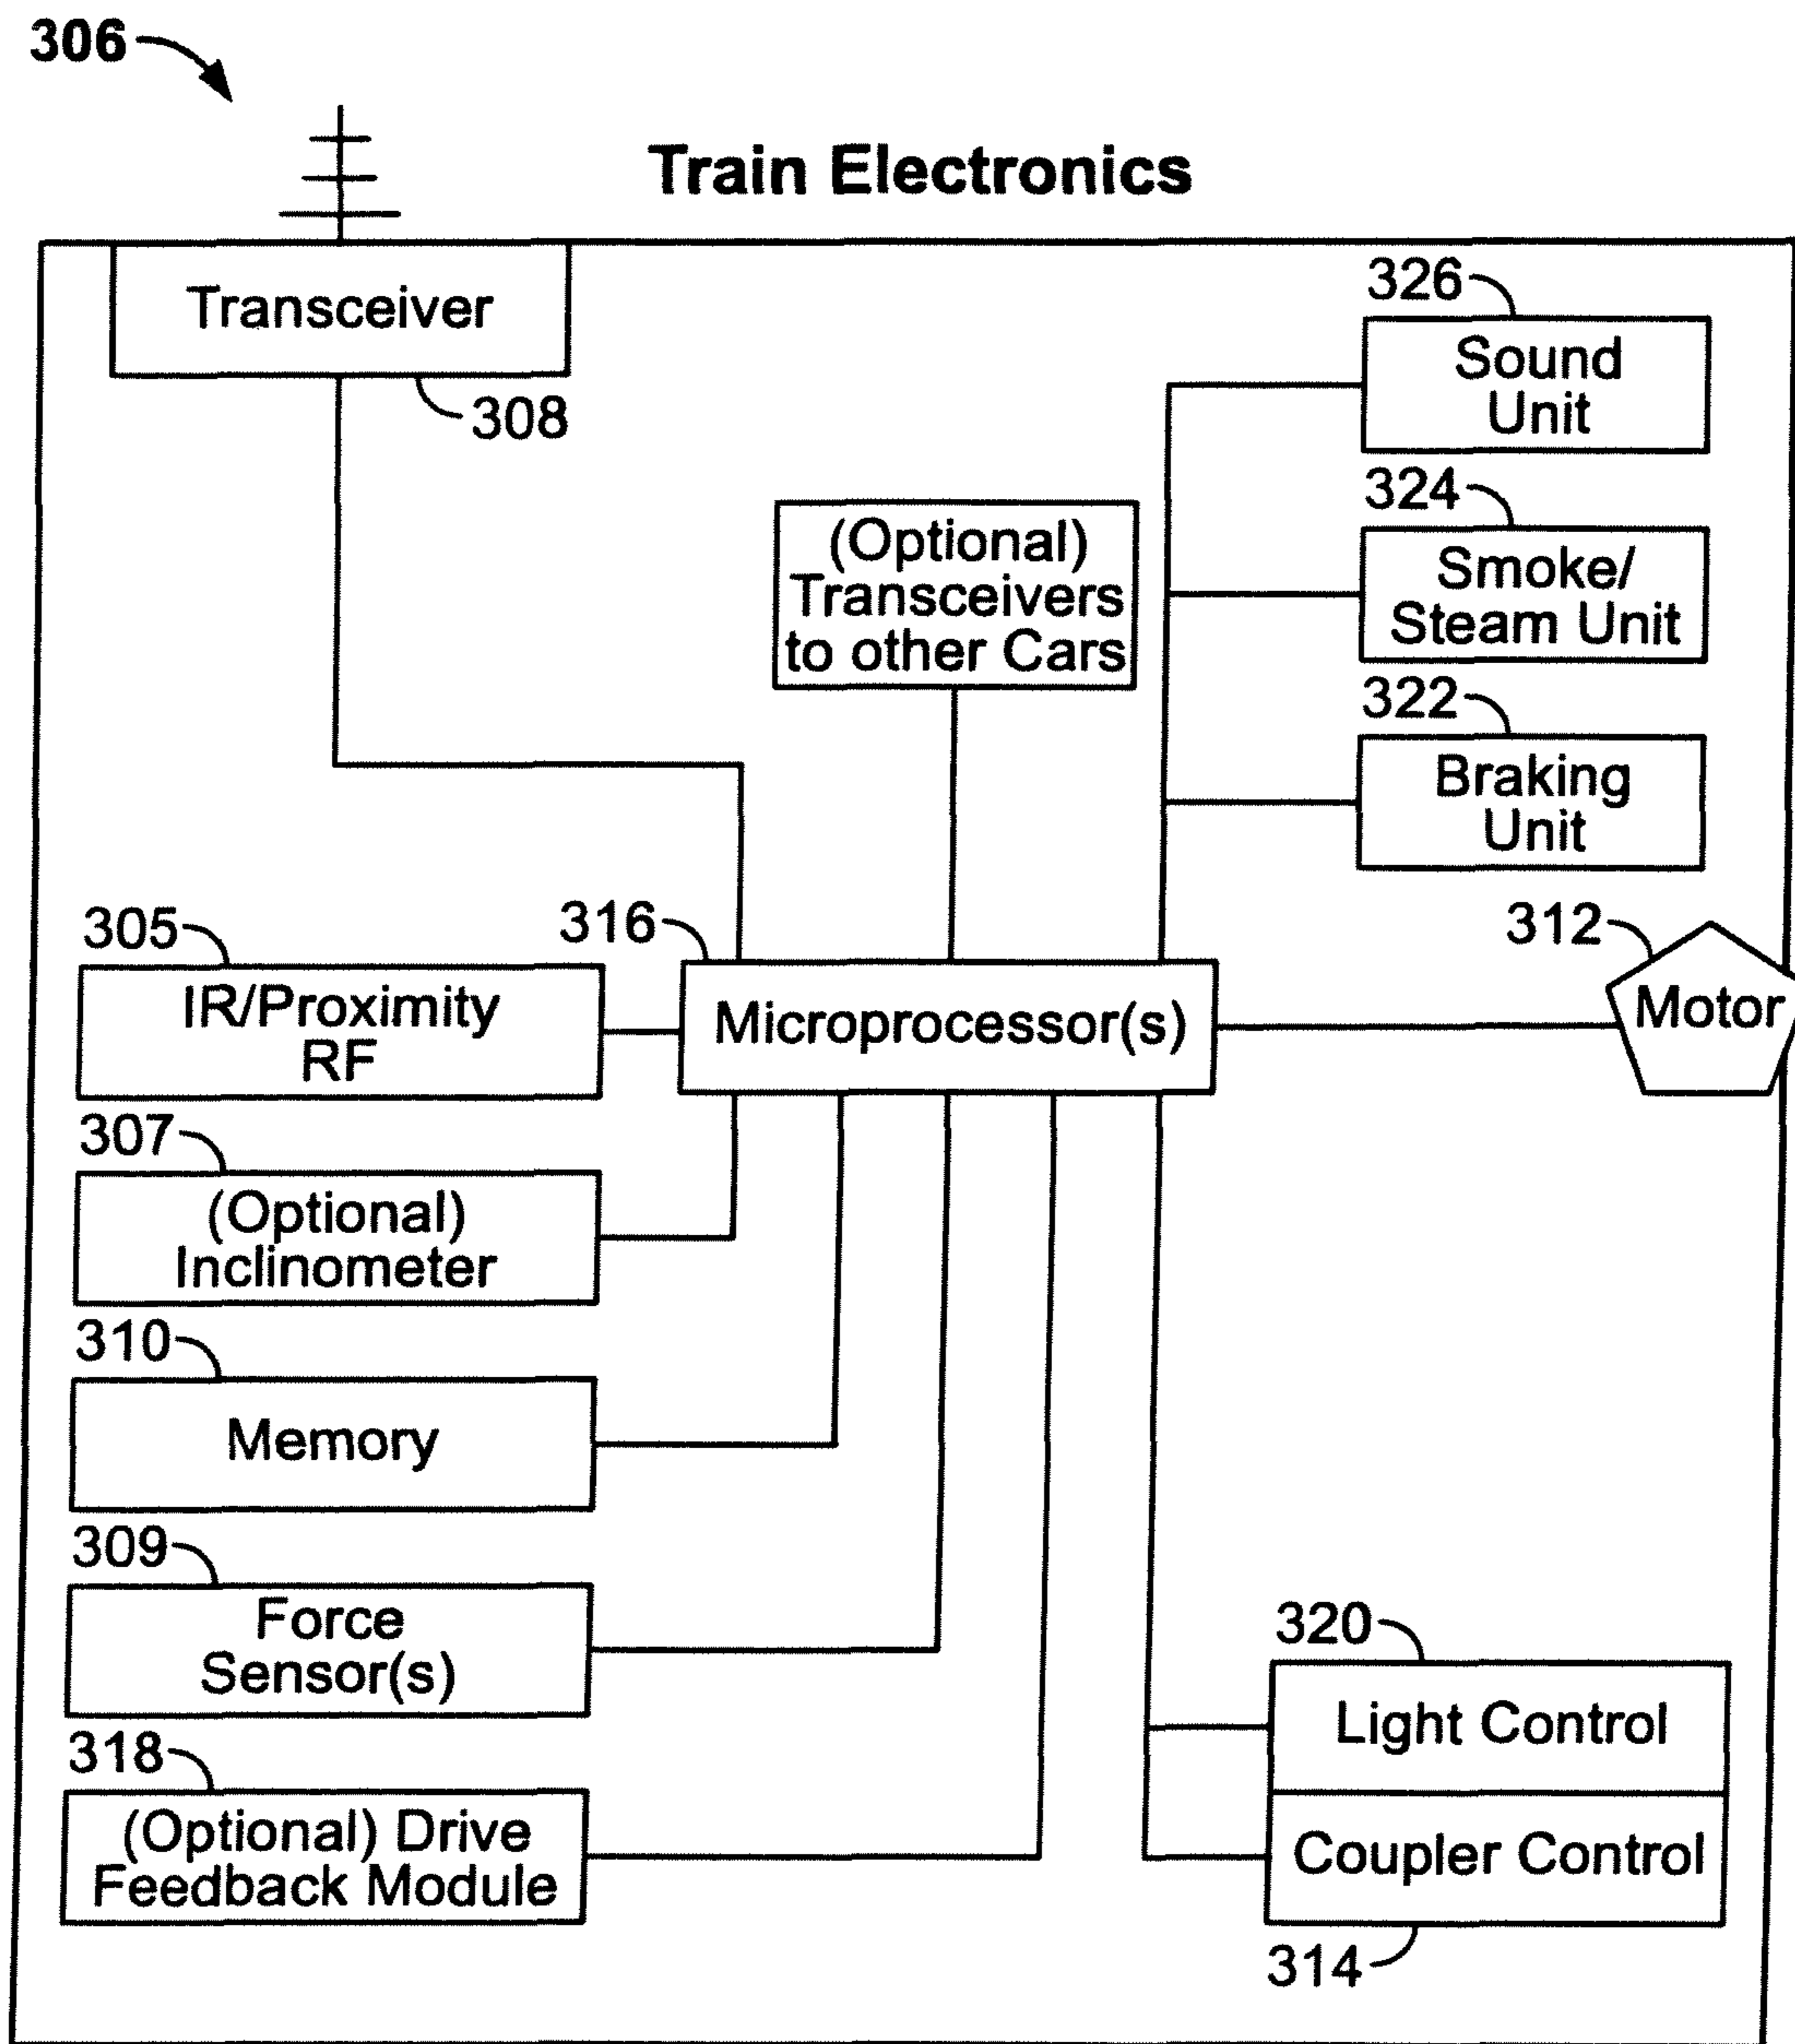 306
Train Electronics
Transceiver
308
326
Sound
Unit
324
Smoke/
Steam Unit
(Optional)
Transceivers
to other Cars
322
Braking
Unit
305
IR/Proximity
RF
316
Microprocessor(s)
312
Motor
307
(Optional)
Inclinometer
310
Memory
309
Force
Sensor(s)
318
(Optional) Drive
Feedback Module
320
Light Control
Coupler Control
314